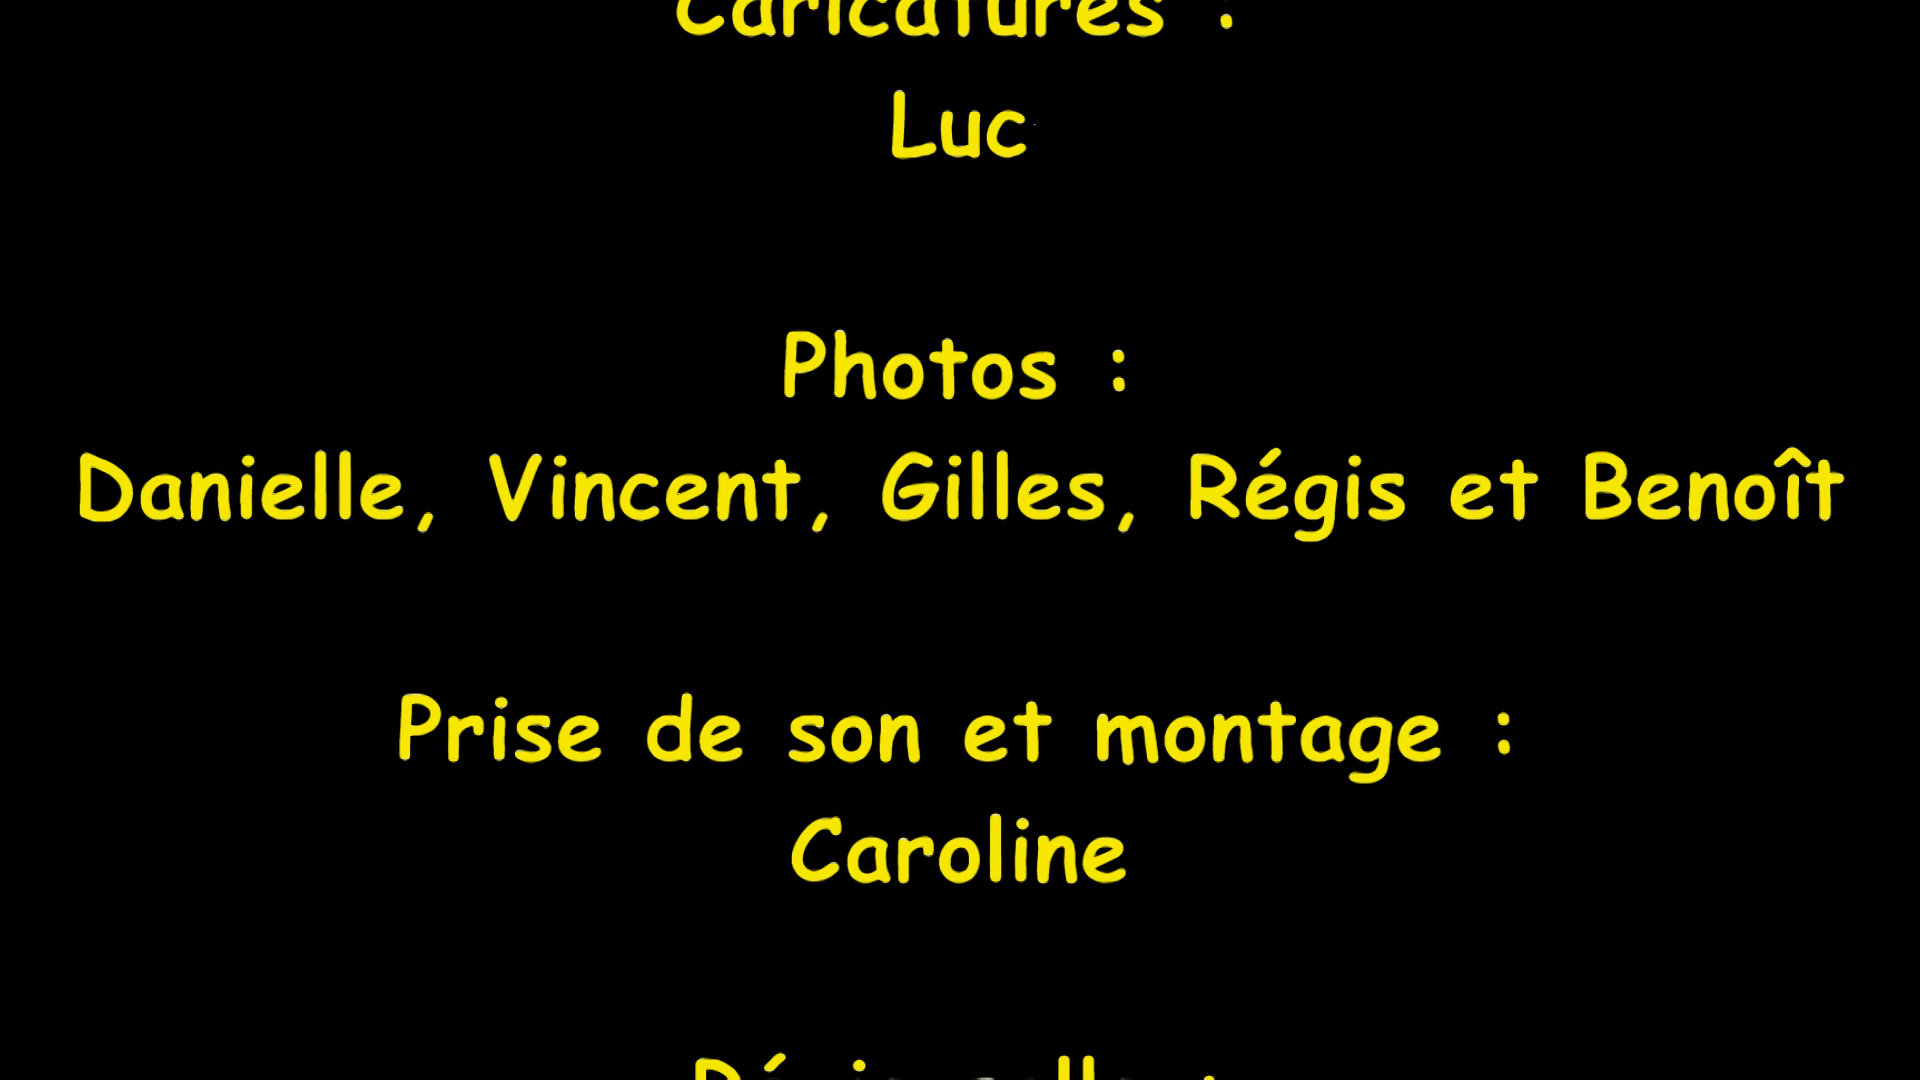 Caricatures :
Luc
Photos :
Danielle, Vincent, Gilles, Régis et Benoît
Prise de son et montage :
Caroline